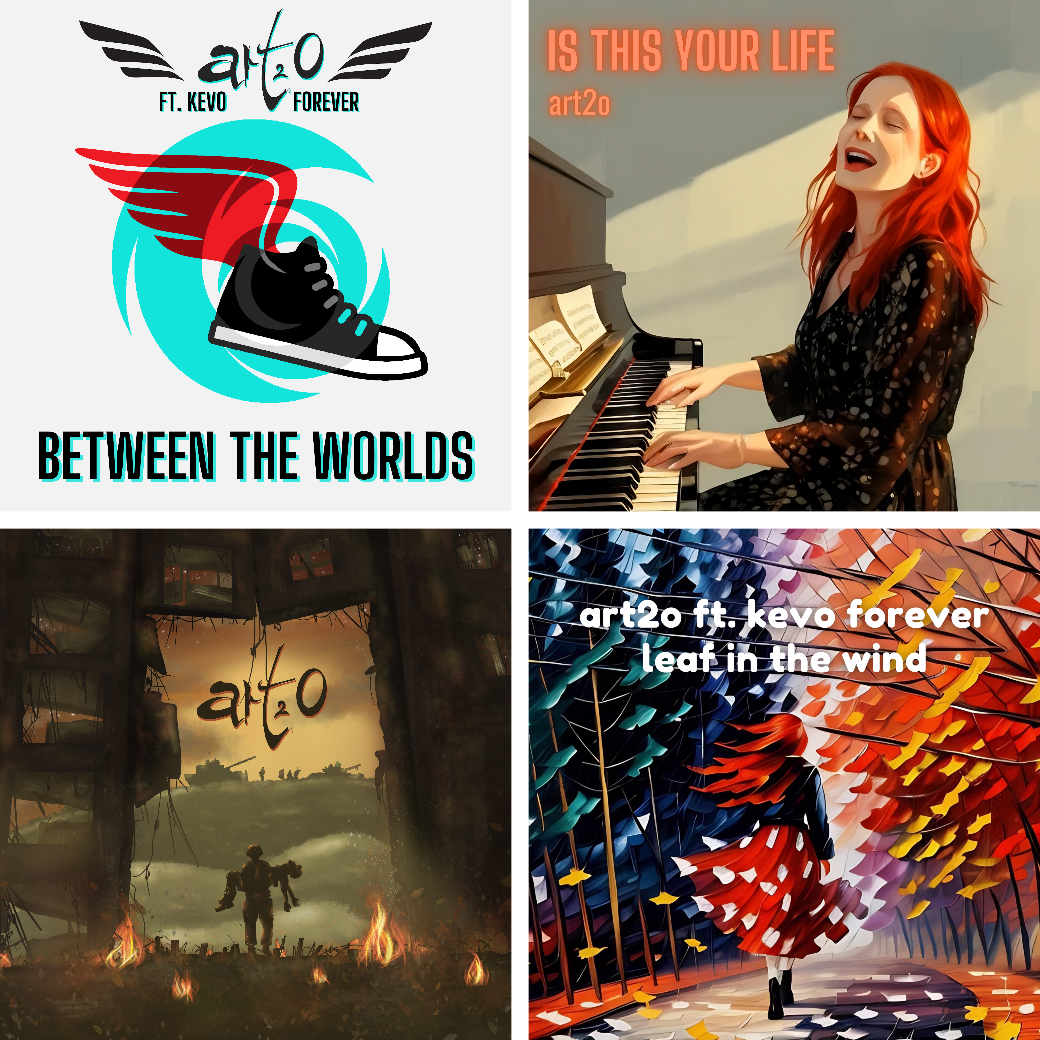 art2o
FT. KEVO FOREVER
BETWEEN THE WORLDS
IS THIS YOUR LIFE
art2o
art2o
art2o ft. kevo forever
leaf in the wind